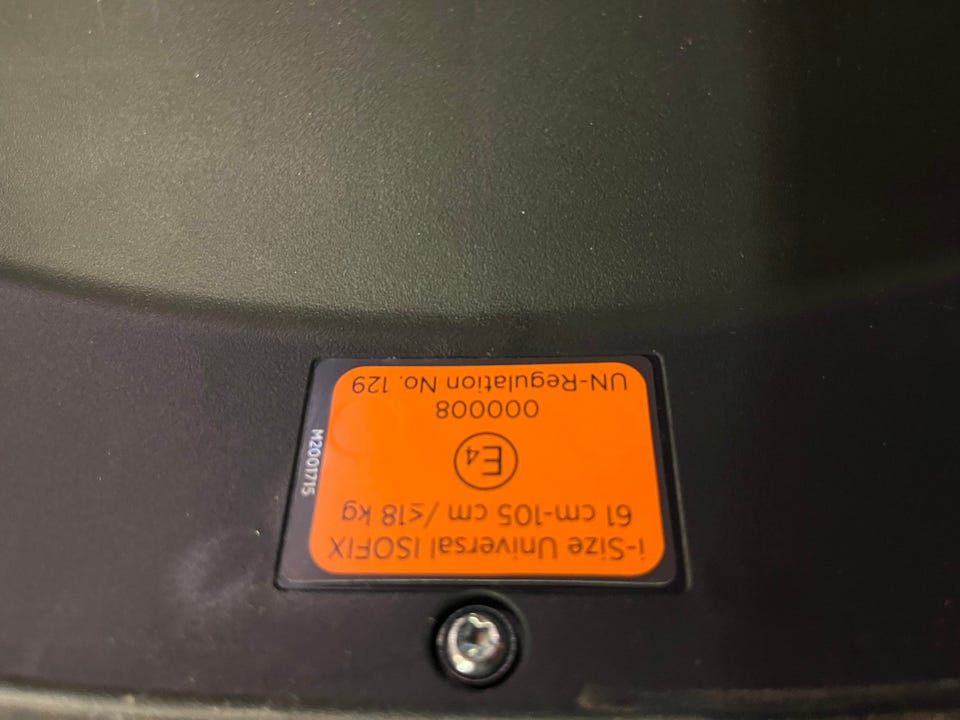 i-Size Universal ISOFIX
61 cm-105 cm /≤18 kg
E4
000008
UN-Regulation No. 129
M2001715